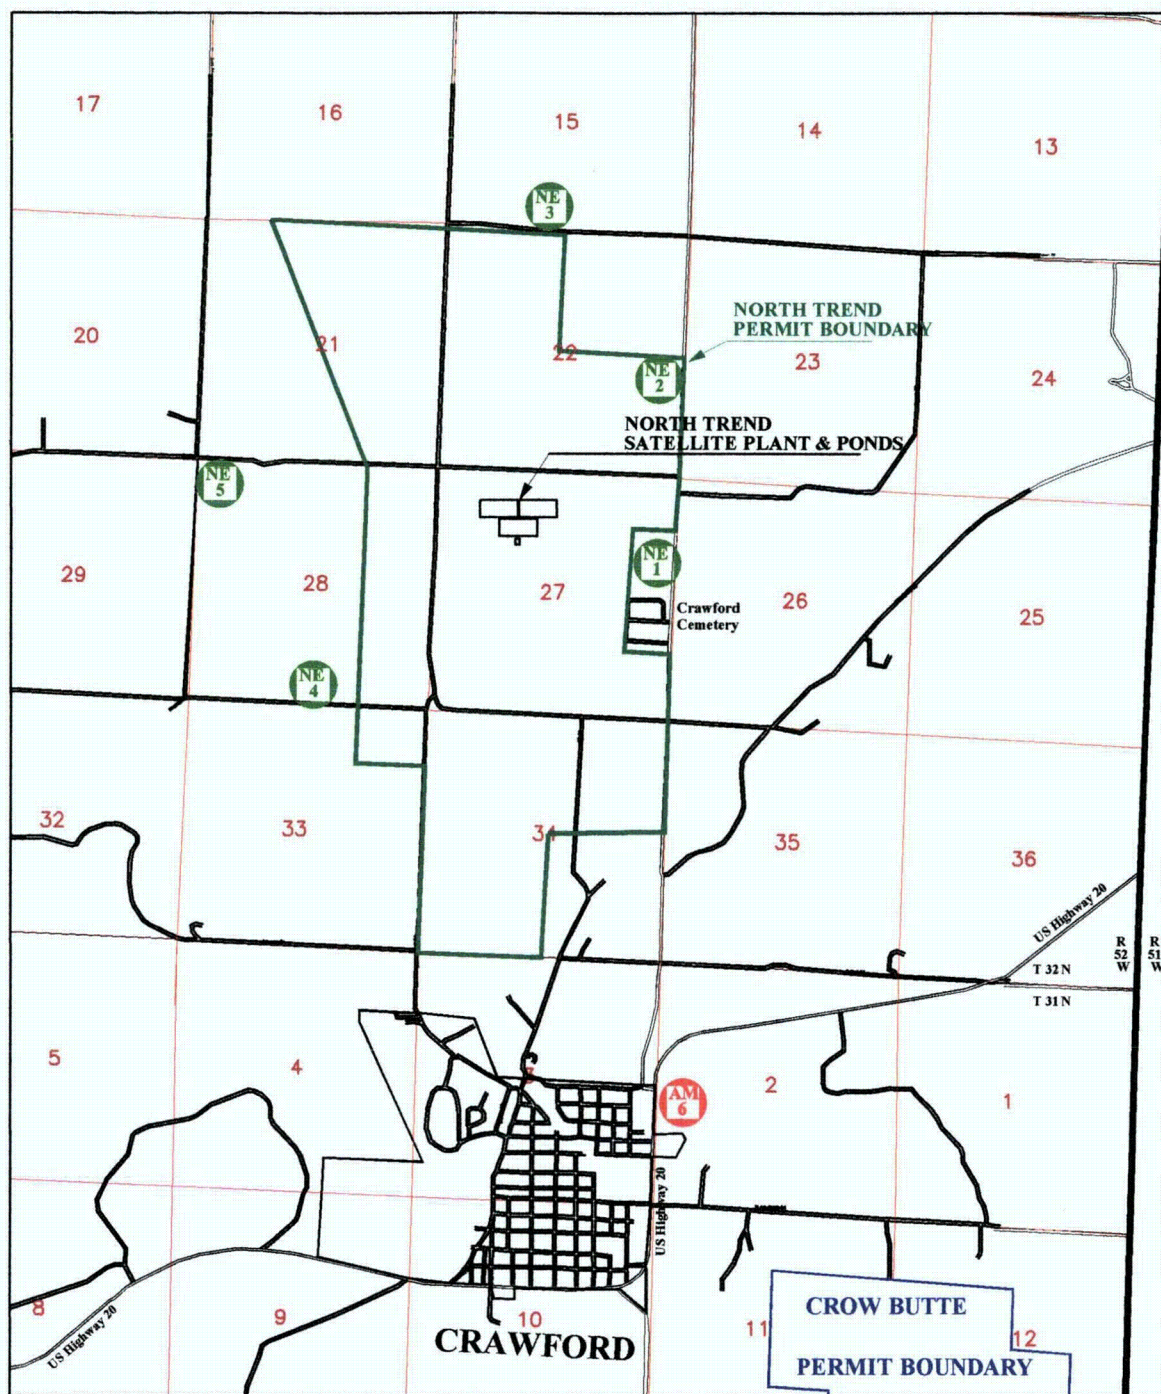 17
16
15
14
13
NE
3
NORTH TREND
PERMIT BOUNDARY
20
21
22
23
24
NE
2
NORTH TREND
SATELLITE PLANT & PONDS
NE
5
NE
1
29
28
27
26
25
Crawford
Cemetery
NE
4
32
33
34
35
36
US Highway 20
R
52
W
R
51
W
T 32 N
T 31 N
5
4
3
2
1
AM
6
US Highway 20
8
9
10
11
12
US Highway 20
CRAWFORD
CROW BUTTE
PERMIT BOUNDARY